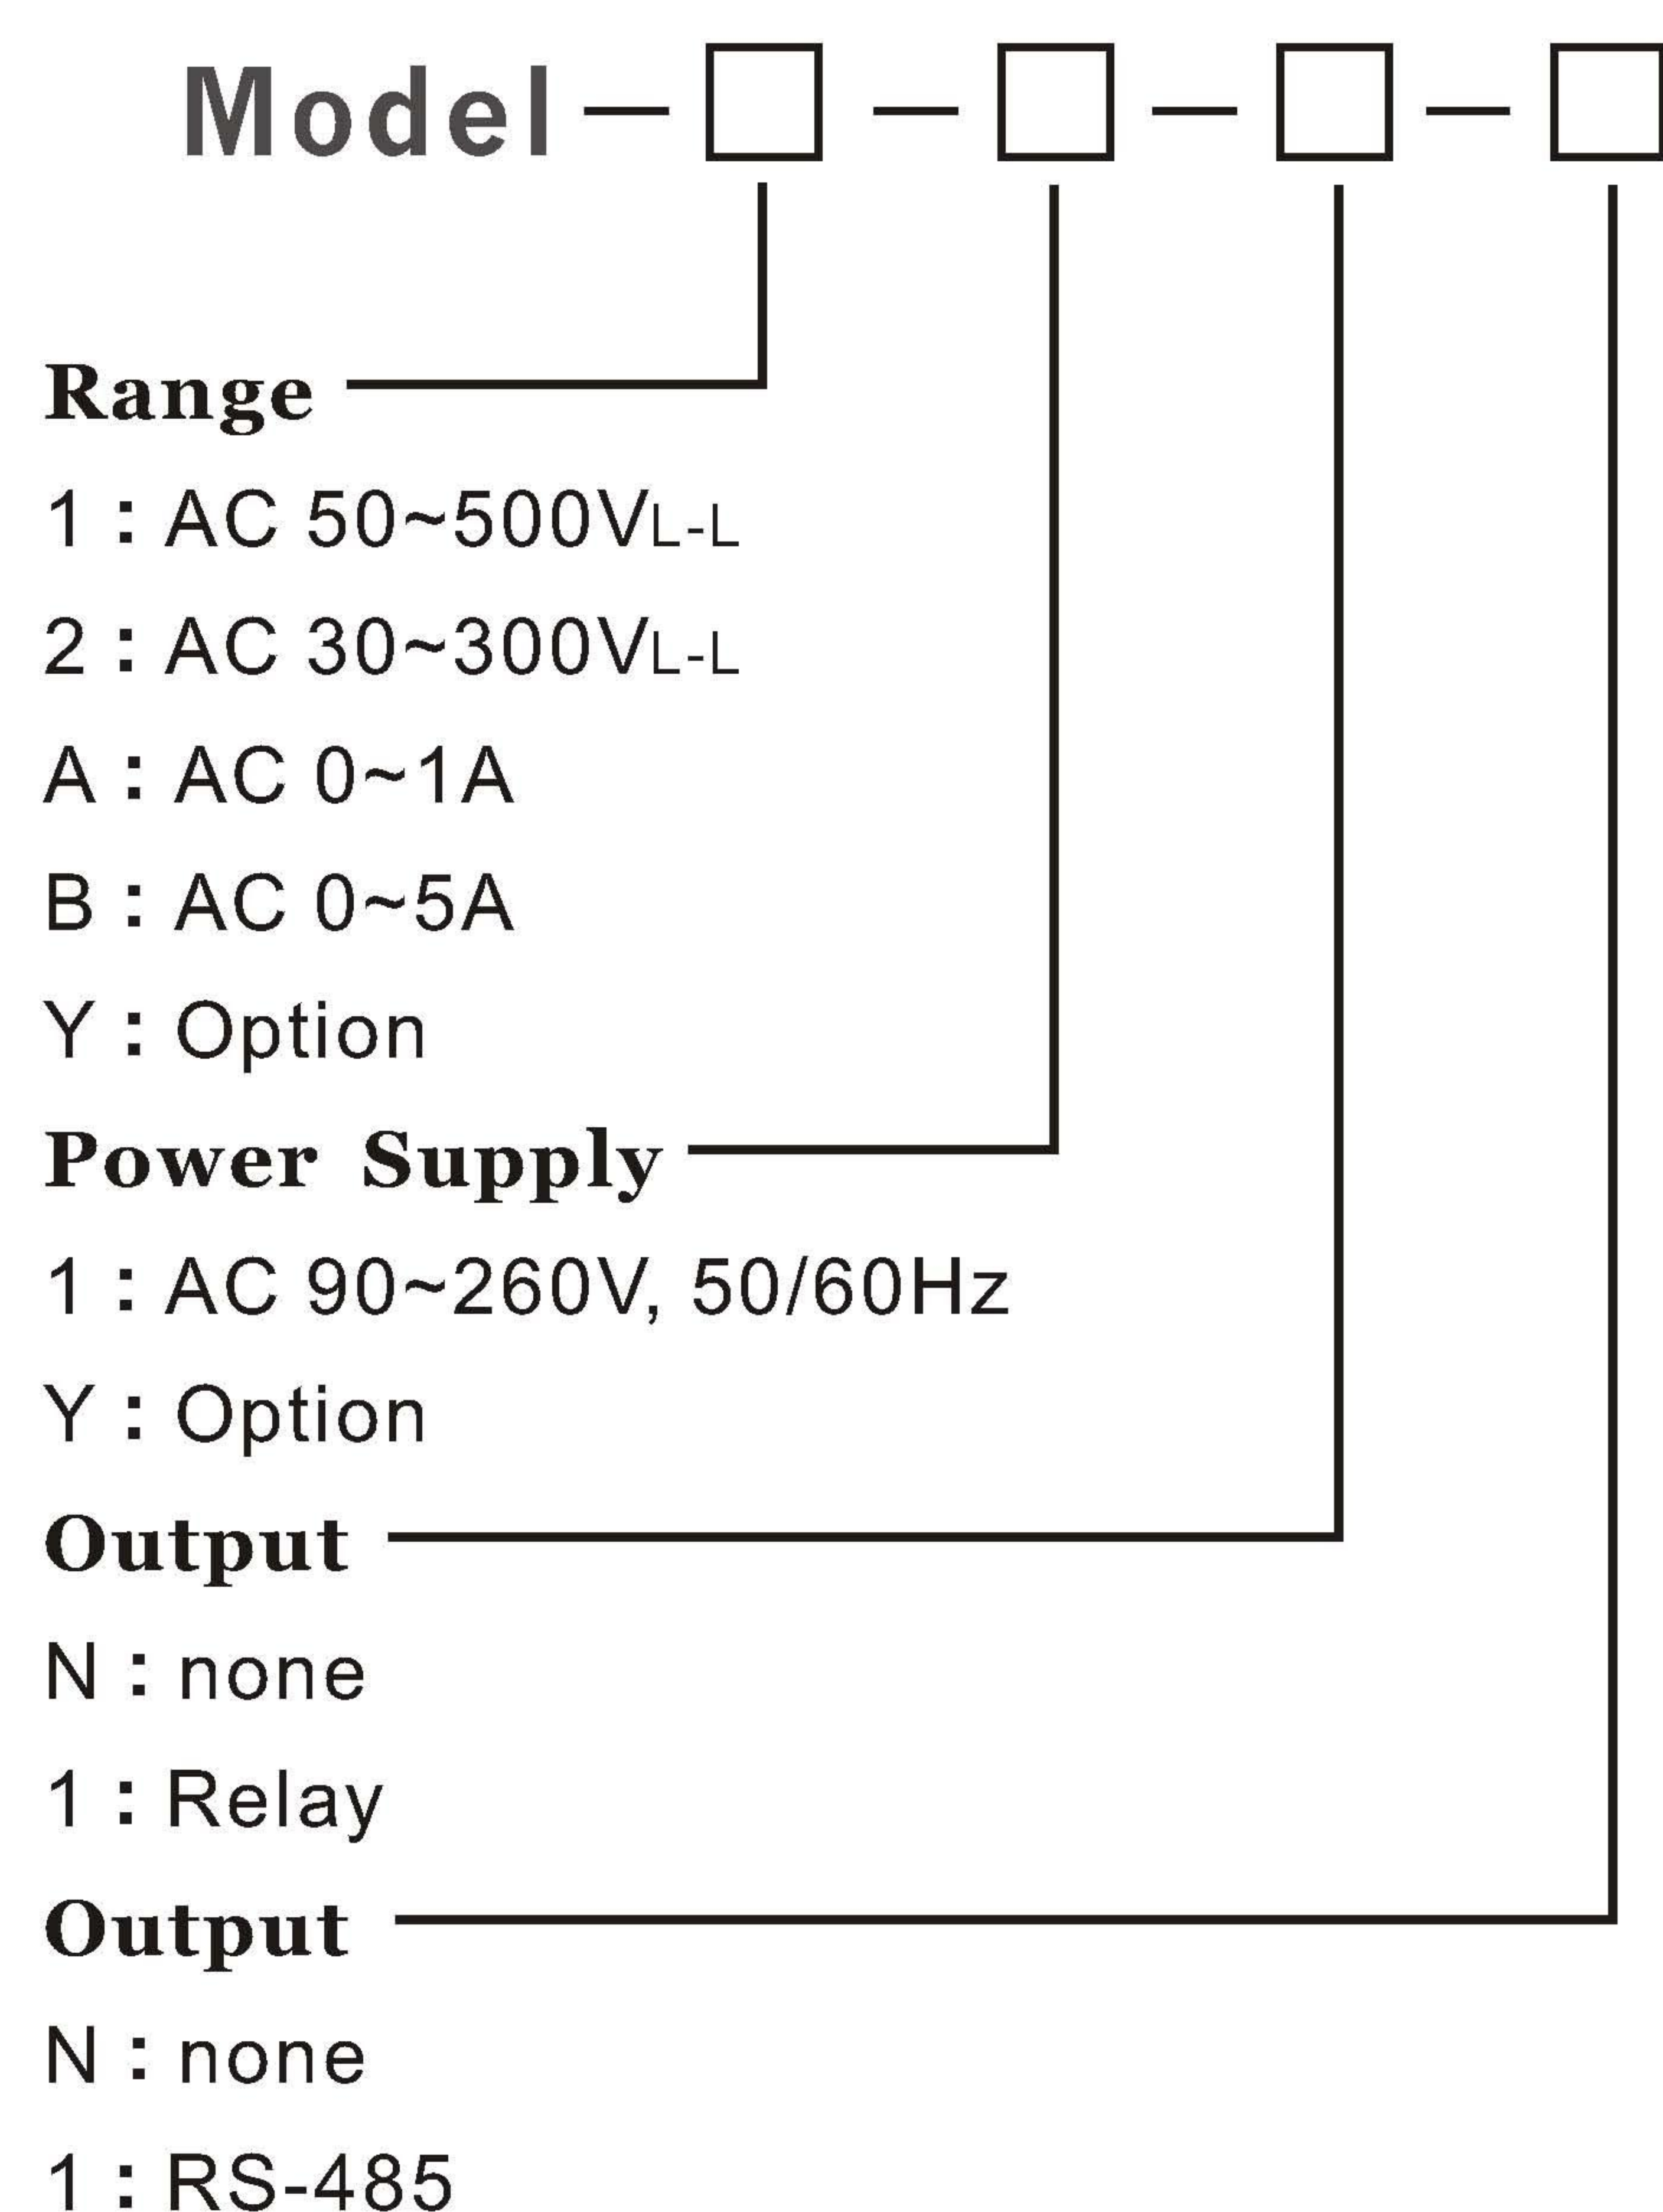 Model－□－□－□－□
Range
1：AC 50~500VL-L
2：AC 30~300VL-L
A：AC 0~1A
B：AC 0~5A
Y：Option
Power Supply
1：AC 90~260V, 50/60Hz
Y：Option
Output
N：none
1：Relay
Output
N：none
1：RS-485